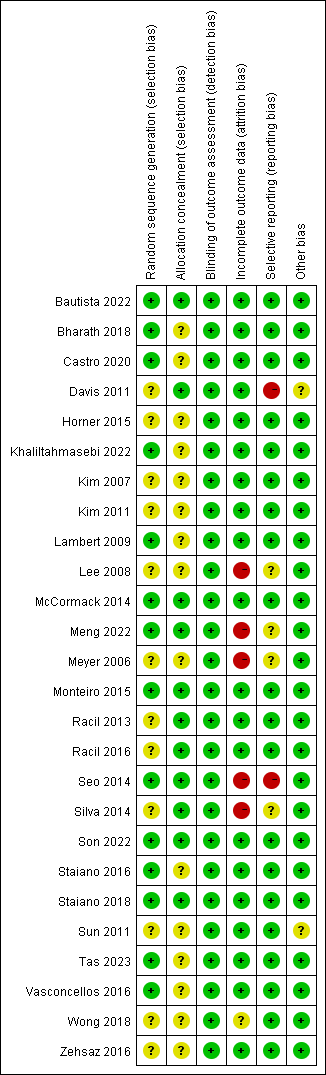 Random sequence generation (selection bias)
Allocation concealment (selection bias)
Blinding of outcome assessment (detection bias)
Incomplete outcome data (attrition bias)
Selective reporting (reporting bias)
Other bias
Bautista 2022 + + + + + +
Bharath 2018 + ? + + + +
Castro 2020 + ? + + + +
Davis 2011 ? + + + - ?
Horner 2015 ? ? + + + +
Khaliltahmasebi 2022 + ? + + + +
Kim 2007 ? ? + + + +
Kim 2011 ? ? + + + +
Lambert 2009 + ? + + + +
Lee 2008 ? ? + - ? +
McCormack 2014 + + + + + +
Meng 2022 + + + - ? +
Meyer 2006 ? ? + - ? +
Monteiro 2015 + + + + + +
Racil 2013 ? + + + + +
Racil 2016 ? + + + + +
Seo 2014 + + + - - +
Silva 2014 ? + + - ? +
Son 2022 + + + + + +
Staiano 2016 + ? + + + +
Staiano 2018 + + + + + +
Sun 2011 ? ? + + + ?
Tas 2023 + ? + + + +
Vasconcellos 2016 + ? + + + +
Wong 2018 ? ? + ? + +
Zehsaz 2016 ? ? + + + +